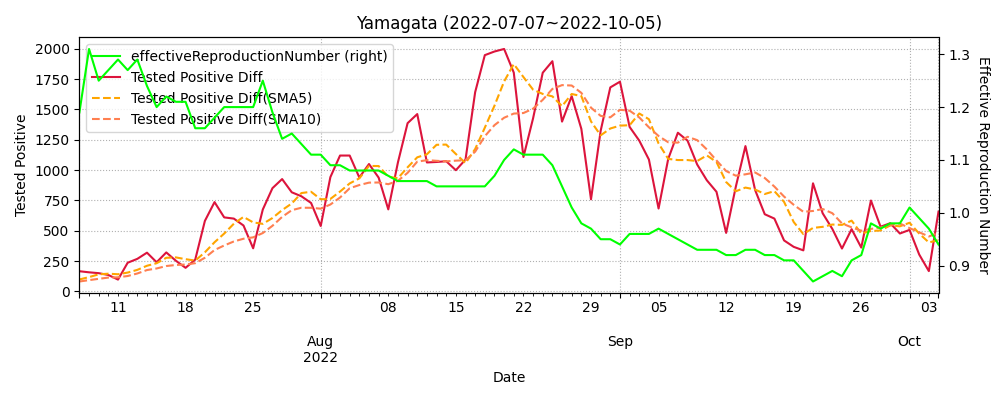 Yamagata (2022-07-07~2022-10-05)
effectiveReproductionNumber (right)
Tested Positive Diff
Tested Positive Diff(SMA5)
Tested Positive Diff(SMA10)
Tested Positive
2000
1750
1500
1250
1000
750
500
250
0
1.3
1.2
1.1
1.0
0.9
Effective Reproduction Number
11 18 25 08 15 22 29 05 12 19 26 03
Aug Sep Oct
2022
Date